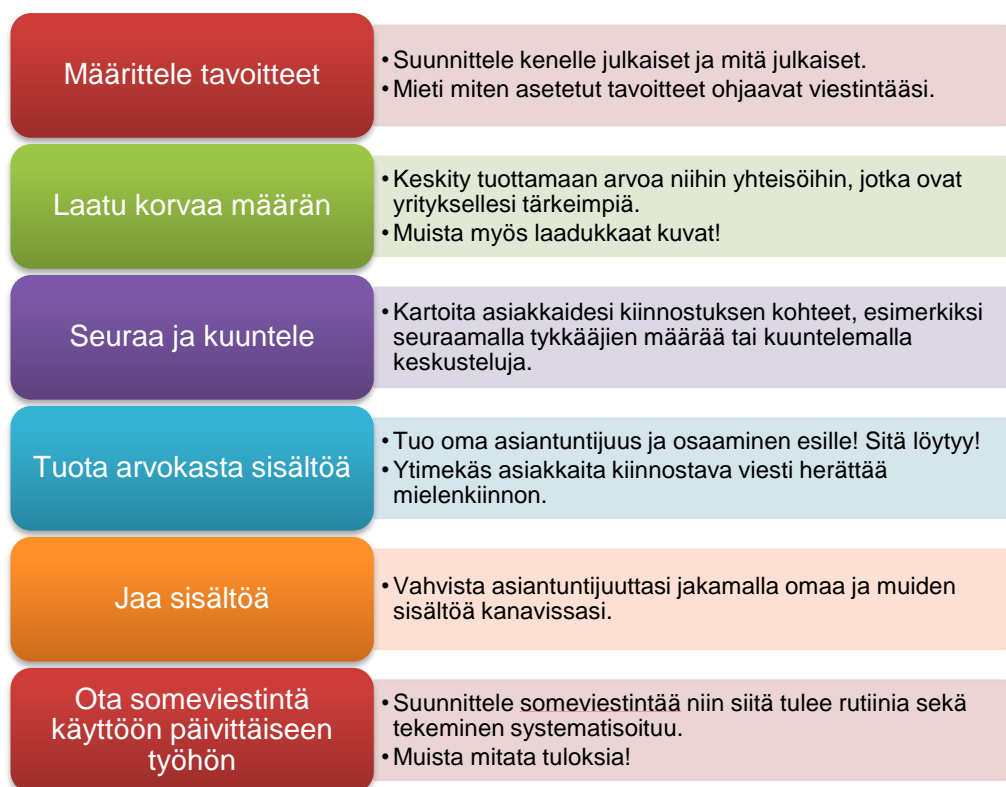 Määrittele tavoitteet
• Suunnittele kenelle julkaiset ja mitä julkaiset.
• Mieti miten asetetut tavoitteet ohjaavat viestintääsi.
Laatu korvaa määrän
• Keskity tuottamaan arvoa niihin yhteisöihin, jotka ovat
yrityksellesi tärkeimpiä.
• Muista myös laadukkaat kuvat!
Seuraa ja kuuntele
• Kartoita asiakkaidesi kiinnostuksen kohteet, esimerkiksi
seuraamalla tykkääjien määrää tai kuuntelemalla
keskusteluja.
Tuota arvokasta sisältöä
• Tuo oma asiantuntijuus ja osaaminen esille! Sitä löytyy!
• Ytimekäs asiakkaita kiinnostava viesti herättää
mielenkiinnon.
Jaa sisältöä
• Vahvista asiantuntijuuttasi jakamalla omaa ja muiden
sisältöä kanavissasi.
Ota someviestintä
käyttöön päivittäiseen
työhön
• Suunnittele someviestintää niin siitä tulee rutiinia sekä
tekeminen systematisoituu.
• Muista mitata tuloksia!